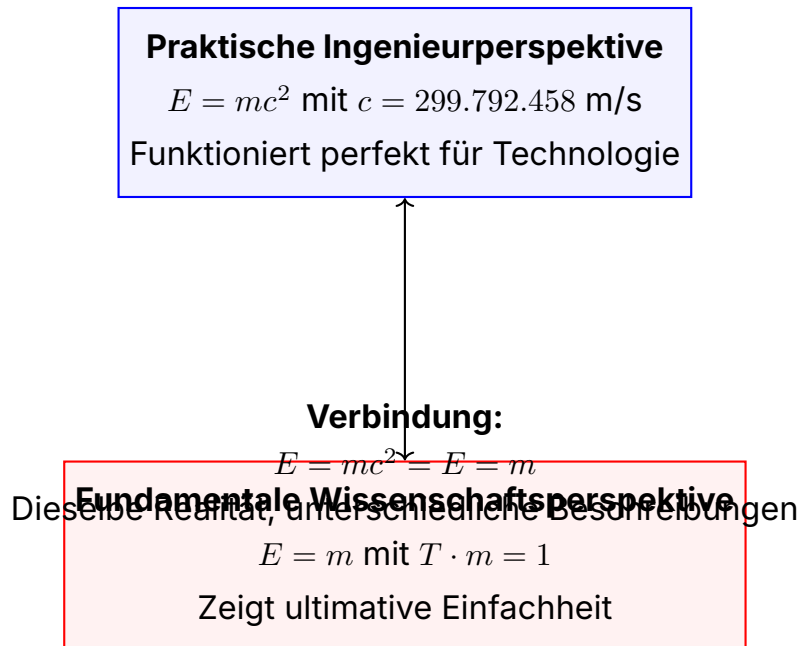 Praktische Ingenieurperspektive
E = mc² mit c = 299.792.458 m/s
Funktioniert perfekt für Technologie
Verbindung:
E = mc² = E = m
Fundamentale Wissenschaftsperspektive
Dieselbe Realität, unterschiedliche Beschreibungen
E = m mit T · m = 1
Zeigt ultimative Einfachheit